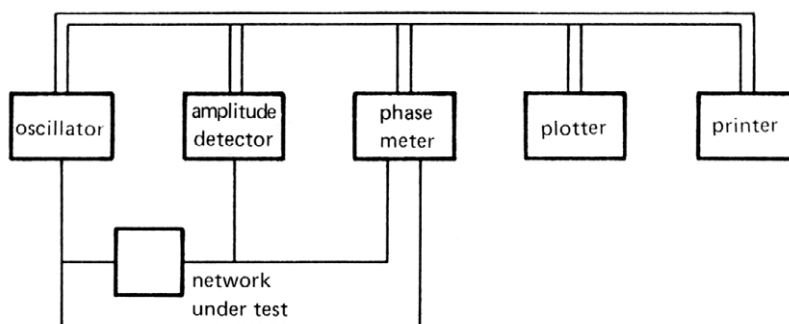 oscillator
amplitude
detector
phase
meter
plotter
printer
network
under test